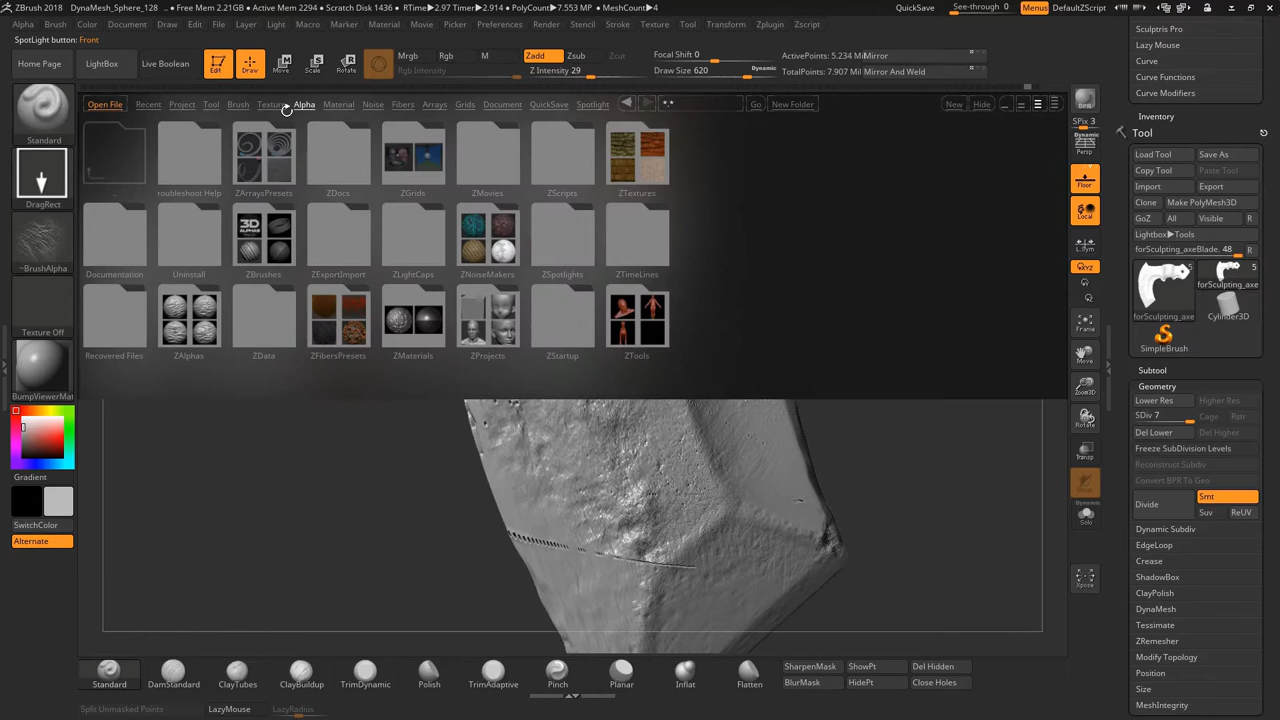 ZBrush 2018 DynaMesh_Sphere_128 .. Free Mem 2.21GB Active Mem 2590 Scratch Disk 1436 RTime▶2.97 Timer▶2.914 PolyCount▶7.553 MP MeshCount▶4 QuickSave See-through 0 Menus DefaultZScript
Alpha Brush Color Document Draw Edit File Layer Light Macro Marker Material Movie Picker Preferences Render Stencil Stroke Texture Tool Transform Zplugin Zscript
SpotLight button: Front
Home Page LightBox Live Boolean Edit Draw Move Scale Rotate
Mrgb Rgb M Zadd Zsub Zcut Focal Shift 0 ActivePoints: 5.234 Mi Mirror
Rgb Intensity Z Intensity 29 Draw Size 620 Dynamic TotalPoints: 7.907 Mi Mirror And Weld
Open File Recent Project Tool Brush Texture Alpha Material Noise Fibers Arrays Grids Document QuickSave Spotlight *.* Go New Folder New Hide
.. roubleshoot Help ZArraysPresets ZDocs ZGrids ZMovies ZScripts ZTextures
3D
ALPHAS
Documentation Uninstall ZBrushes ZExportImport ZLightCaps ZNoiseMakers ZSpotlights ZTimeLines
Recovered Files ZAlphas ZData ZFibersPresets ZMaterials ZProjects ZStartup ZTools
Standard
DragRect
~BrushAlpha
Texture Off
BumpViewerMat
Gradient
SwitchColor
Alternate
BPR
SPix 3
Persp
Floor
Local
L.Sym
XYZ
Frame
Move
Zoom3D
Rotate
Transp
Dynamic
Solo
Xpose
Sculptris Pro
Lazy Mouse
Curve
Curve Functions
Curve Modifiers
Inventory
Tool
Load Tool Save As
Copy Tool Paste Tool
Import Export
Clone Make PolyMesh3D
GoZ All Visible R
Lightbox▶Tools
forSculpting_axeBlade. 48 R
5 5
forSculpting_axe
forSculpting_axe Cylinder3D
SimpleBrush
Subtool
Geometry
Lower Res Higher Res
SDiv 7 Cage Rstr
Del Lower Del Higher
Freeze SubDivision Levels
Reconstruct Subdiv
Convert BPR To Geo
Divide Smt
Suv ReUV
Dynamic Subdiv
EdgeLoop
Crease
ShadowBox
ClayPolish
DynaMesh
Tessimate
ZRemesher
Modify Topology
Position
Size
MeshIntegrity
Standard DamStandard ClayTubes ClayBuildup TrimDynamic Polish TrimAdaptive Pinch Planar Inflat Flatten
SharpenMask ShowPt Del Hidden
BlurMask HidePt Close Holes
Split Unmasked Points LazyMouse LazyRadius